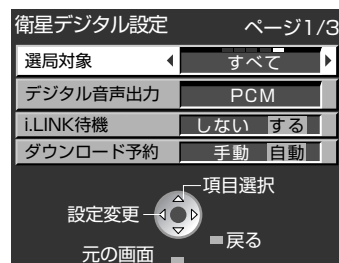 衛星デジタル設定 ページ1/3
選局対象 すべて
デジタル音声出力 PCM
i.LINK待機 しない する
ダウンロード予約 手動 自動
項目選択
設定変更
戻る
元の画面